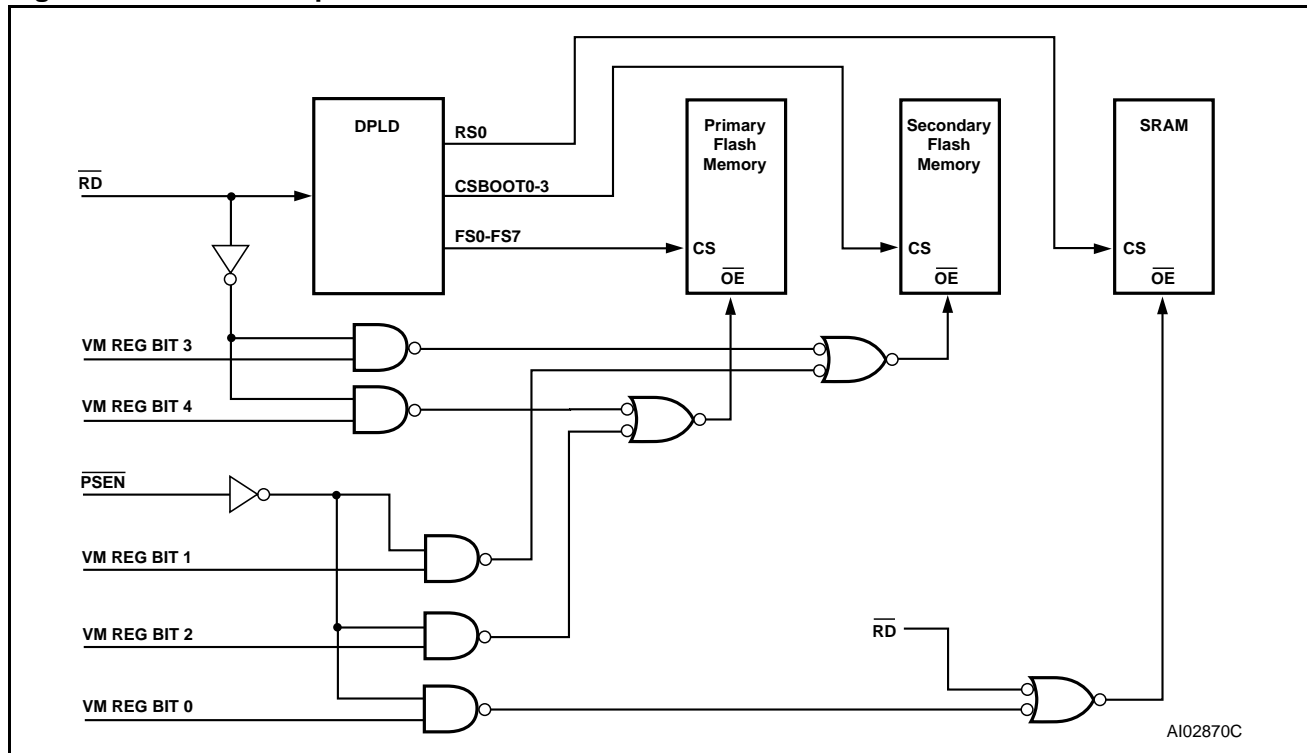 DPLD
RS0
CSBOOT0-3
FS0-FS7
Primary
Flash
Memory
CS
OE
Secondary
Flash
Memory
CS
OE
SRAM
CS
OE
RD
VM REG BIT 3
VM REG BIT 4
PSEN
VM REG BIT 1
VM REG BIT 2
VM REG BIT 0
RD
AI02870C